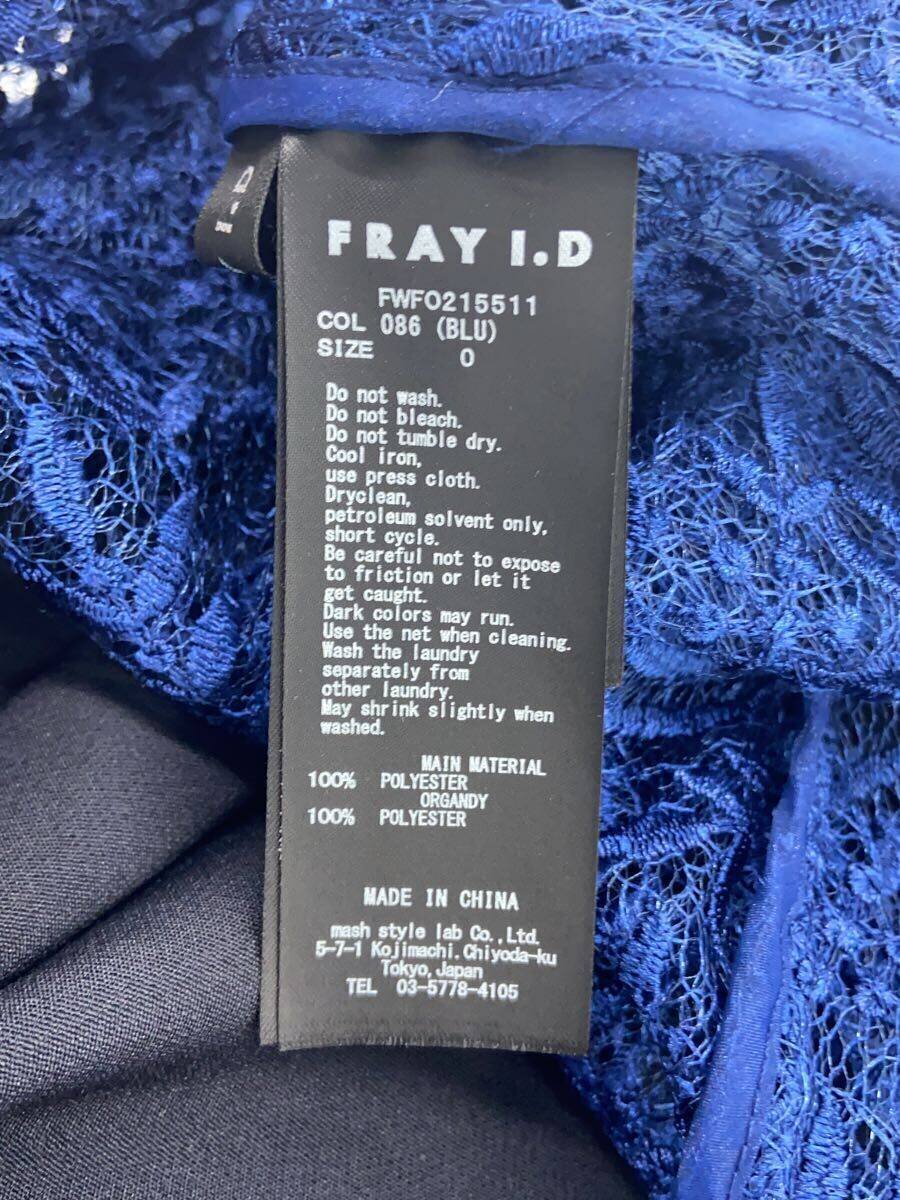 FRAY I.D
FWFO215511
COL 086 (BLU)
SIZE 0
Do not wash.
Do not bleach.
Do not tumble dry.
Cool iron,
use press cloth.
Dryclean,
petroleum solvent only,
short cycle.
Be careful not to expose
to friction or let it
get caught.
Dark colors may run.
Use the net when cleaning.
Wash the laundry
separately from
other laundry.
May shrink slightly when
washed.
MAIN MATERIAL
100% POLYESTER
ORGANDY
100% POLYESTER
MADE IN CHINA
mash style lab Co.,Ltd.
5-7-1 Kojimachi.Chiyoda-ku
Tokyo,Japan
TEL 03-5778-4105